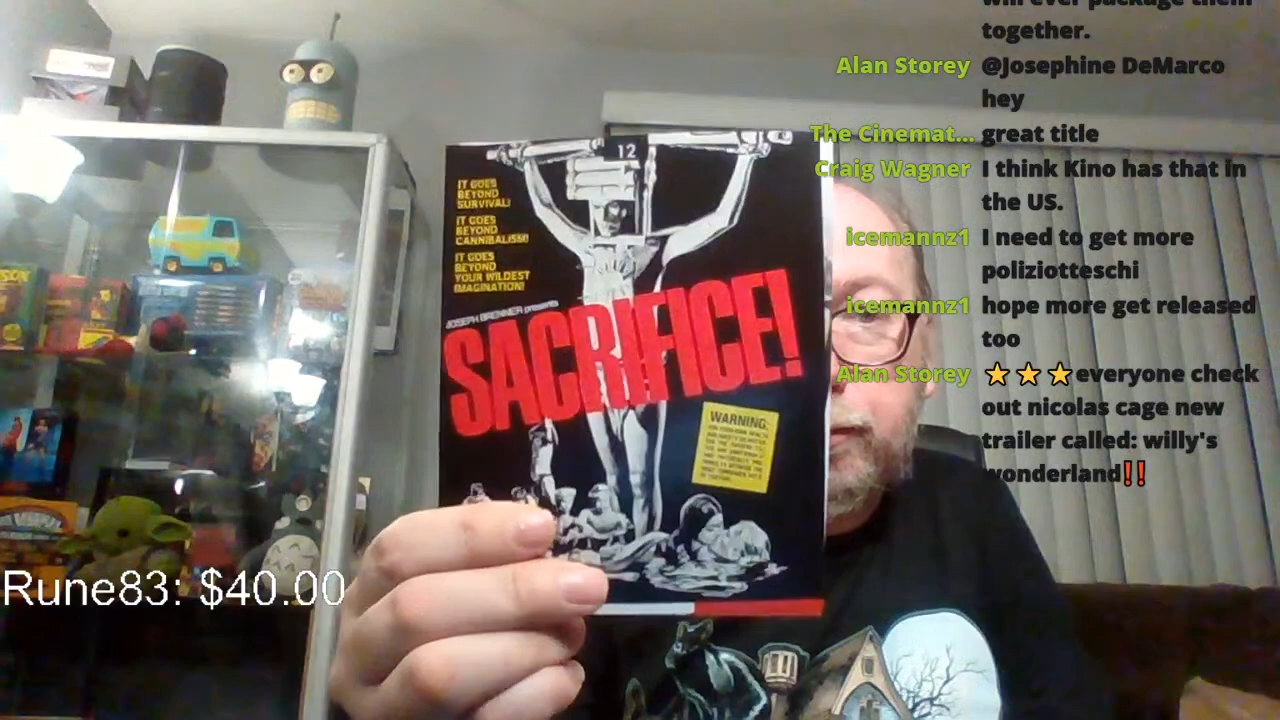 together.
Alan Storey @Josephine DeMarco
hey
The Cinemat... great title
Craig Wagner I think Kino has that in
the US.
icemannz1 I need to get more
poliziotteschi
icemannz1 hope more get released
too
Alan Storey ⭐⭐⭐everyone check
out nicolas cage new
trailer called: willy's
wonderland‼️
12
IT GOES
BEYOND
SURVIVAL!
IT GOES
BEYOND
CANNIBALISM!
IT GOES
BEYOND
YOUR WILDEST
IMAGINATION!
JOSEPH BRENNER presents
SACRIFICE!
WARNING.
Rune83: $40.00